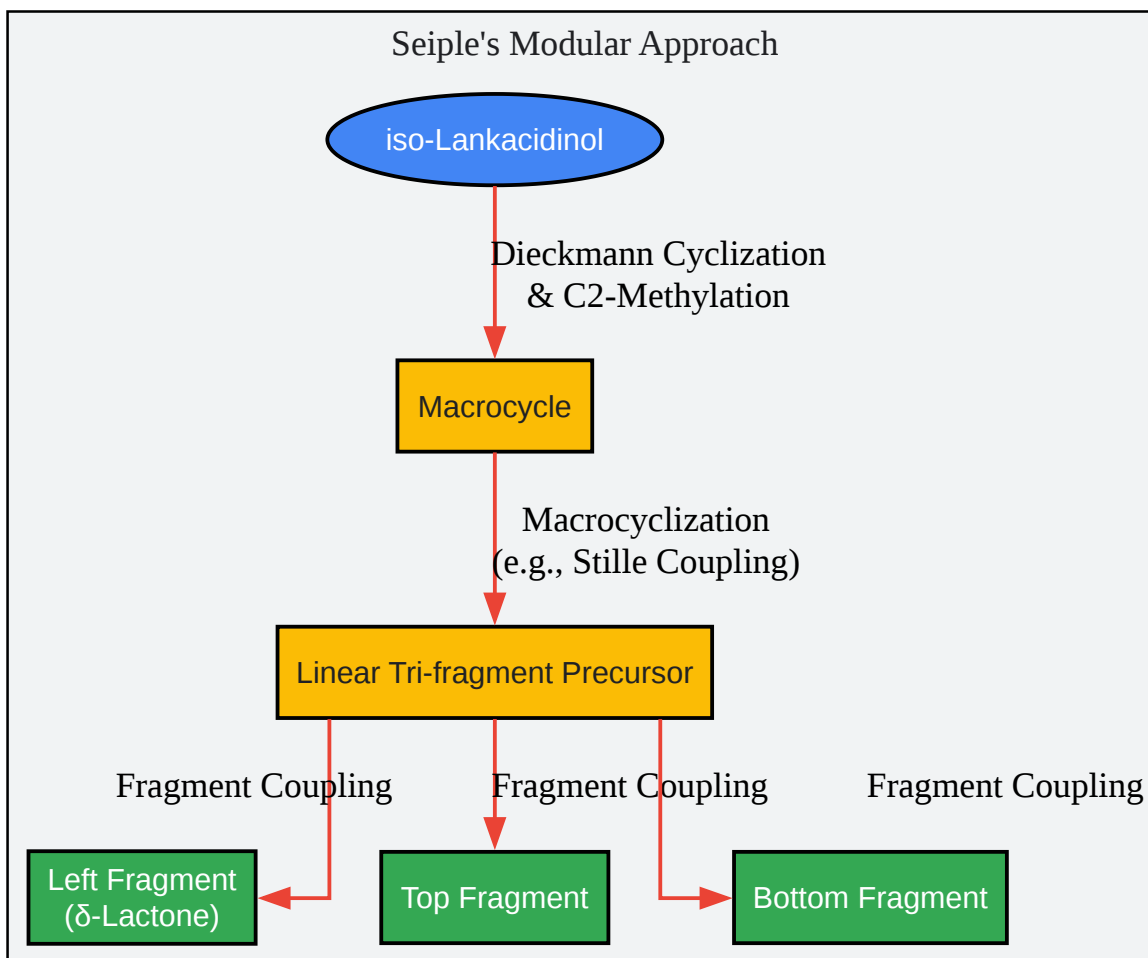 Seiple's Modular Approach
iso-Lankacidinol
Dieckmann Cyclization
& C2-Methylation
Macrocycle
Macrocyclization
(e.g., Stille Coupling)
Linear Tri-fragment Precursor
Fragment Coupling
Fragment Coupling
Fragment Coupling
Left Fragment
(δ-Lactone)
Top Fragment
Bottom Fragment